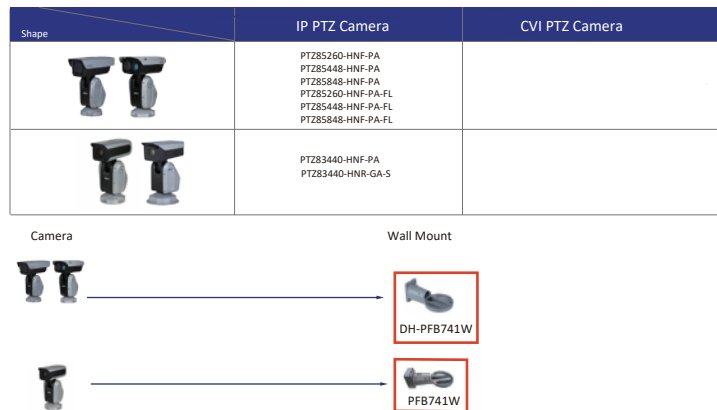 Shape
IP PTZ Camera
CVI PTZ Camera
PTZ85260-HNF-PA
PTZ85448-HNF-PA
PTZ85848-HNF-PA
PTZ85260-HNF-PA-FL
PTZ85448-HNF-PA-FL
PTZ85848-HNF-PA-FL
PTZ83440-HNF-PA
PTZ83440-HNR-GA-S
Camera
Wall Mount
DH-PFB741W
PFB741W